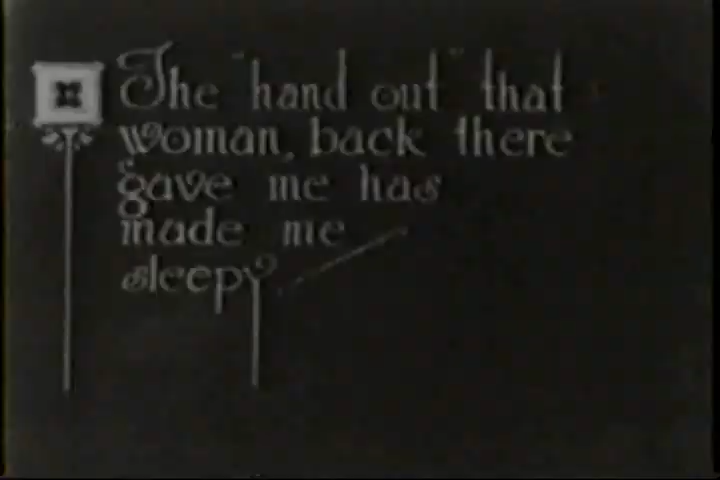 The "hand out" that
woman, back there
gave me has
made me
sleepy